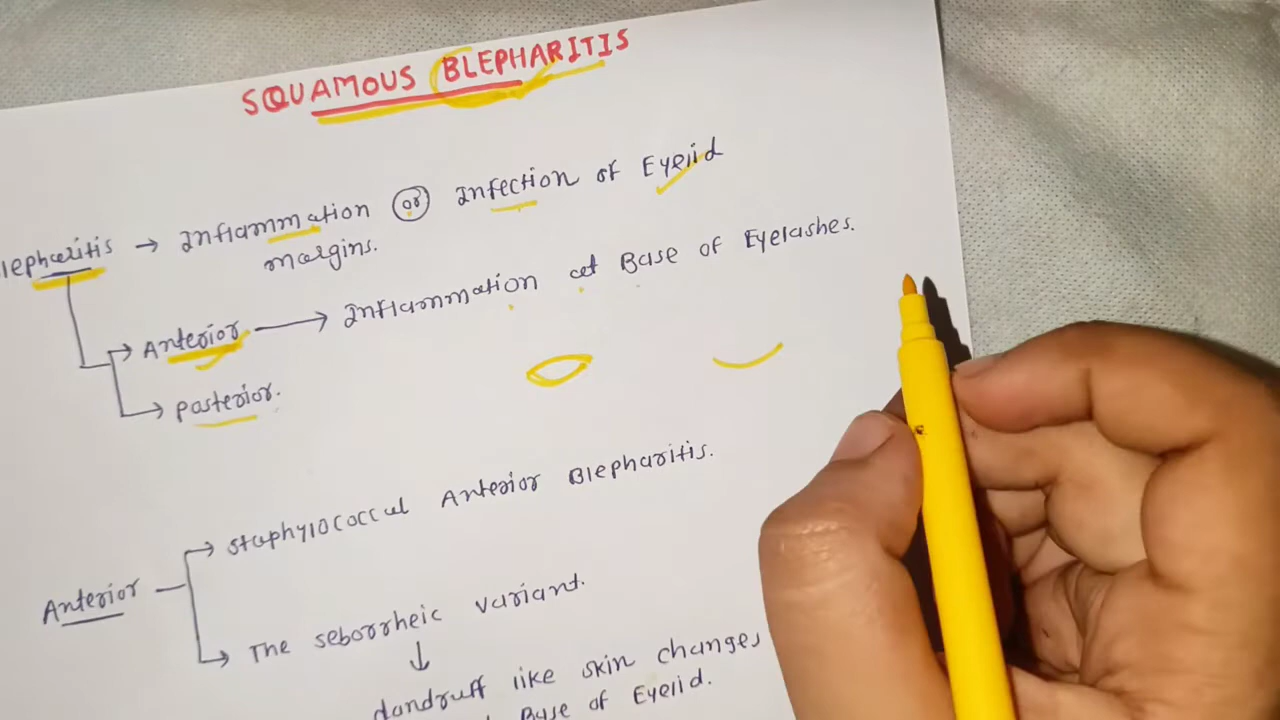 SQUAMOUS BLEPHARITIS
lepharitis → Inflammation or Infection of Eyelid
margins.
Anterior → Inflammation at Base of Eyelashes.
posterior.
Staphylococcal Anterior Blepharitis.
Anterior
The seborrheic variant.
dandruff like skin changes
Base of Eyelid.